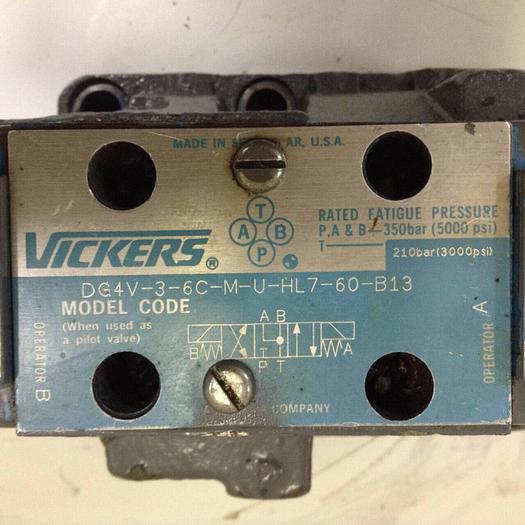 MADE IN S AR, U.S.A.
T
A B
P
RATED FATIGUE PRESSURE
P,A & B—350bar (5000 psi)
T— 210bar(3000psi)
VICKERS®
DG4V-3-6C-M-U-HL7-60-B13
MODEL CODE
(When used as
a pilot valve)
A B
B A
T
P T
OPERATOR B
OPERATOR A
COMPANY